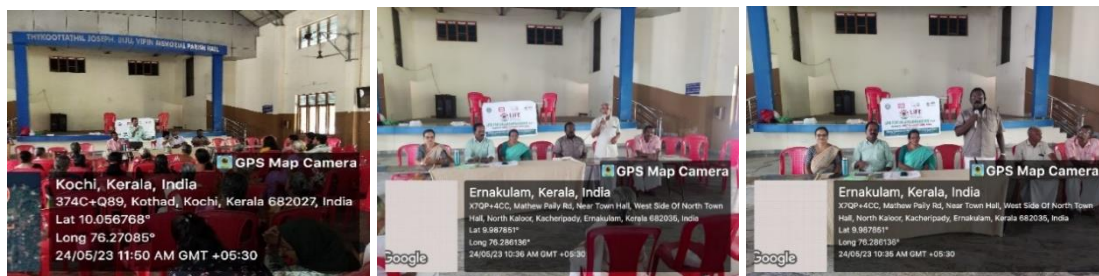 THYKOOTTATHIL JOSEPH BIJU VIPIN MEMORIAL PARISH HALL
GPS Map Camera
Kochi, Kerala, India
374C+Q89, Kothad, Kochi, Kerala 682027, India
Lat 10.056768°
Long 76.27085°
24/05/23 11:50 AM GMT +05:30
LIFE
GPS Map Camera
Ernakulam, Kerala, India
X7QP+4CC, Mathew Paily Rd, Near Town Hall, West Side Of North Town
Hall, North Kaloor, Kacheripady, Ernakulam, Kerala 682035, India
Lat 9.987851°
Long 76.286136°
24/05/23 10:36 AM GMT +05:30
Google
LIFE
GPS Map Camera
Ernakulam, Kerala, India
X7QP+4CC, Mathew Paily Rd, Near Town Hall, West Side Of North Town
Hall, North Kaloor, Kacheripady, Ernakulam, Kerala 682035, India
Lat 9.987851°
Long 76.286136°
24/05/23 10:35 AM GMT +05:30
Google